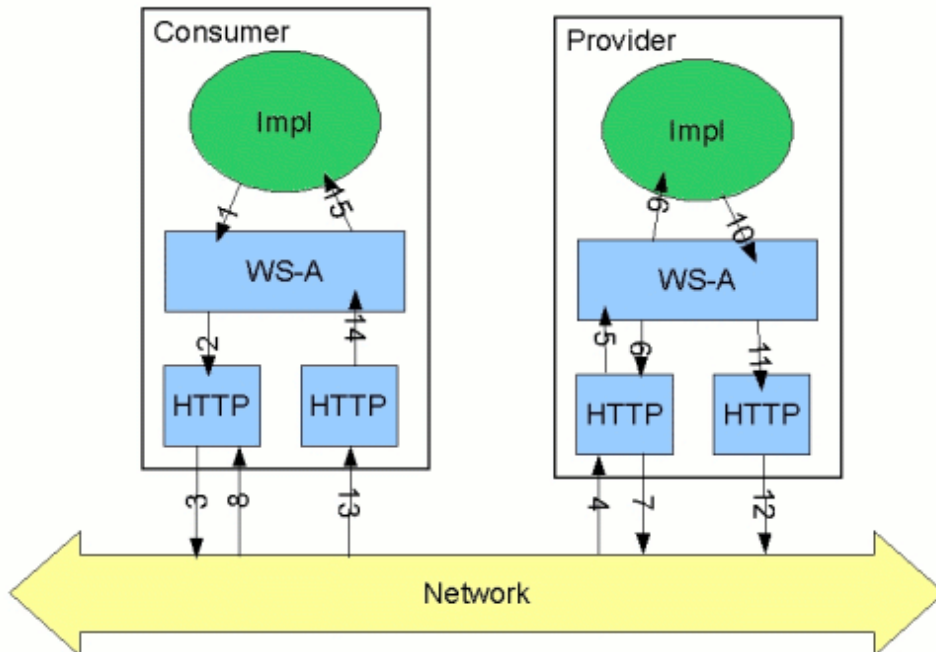 Consumer
Provider
Impl
Impl
1
15
9
10
WS-A
WS-A
2
14
5
6
11
HTTP
HTTP
HTTP
HTTP
3
8
13
4
7
12
Network